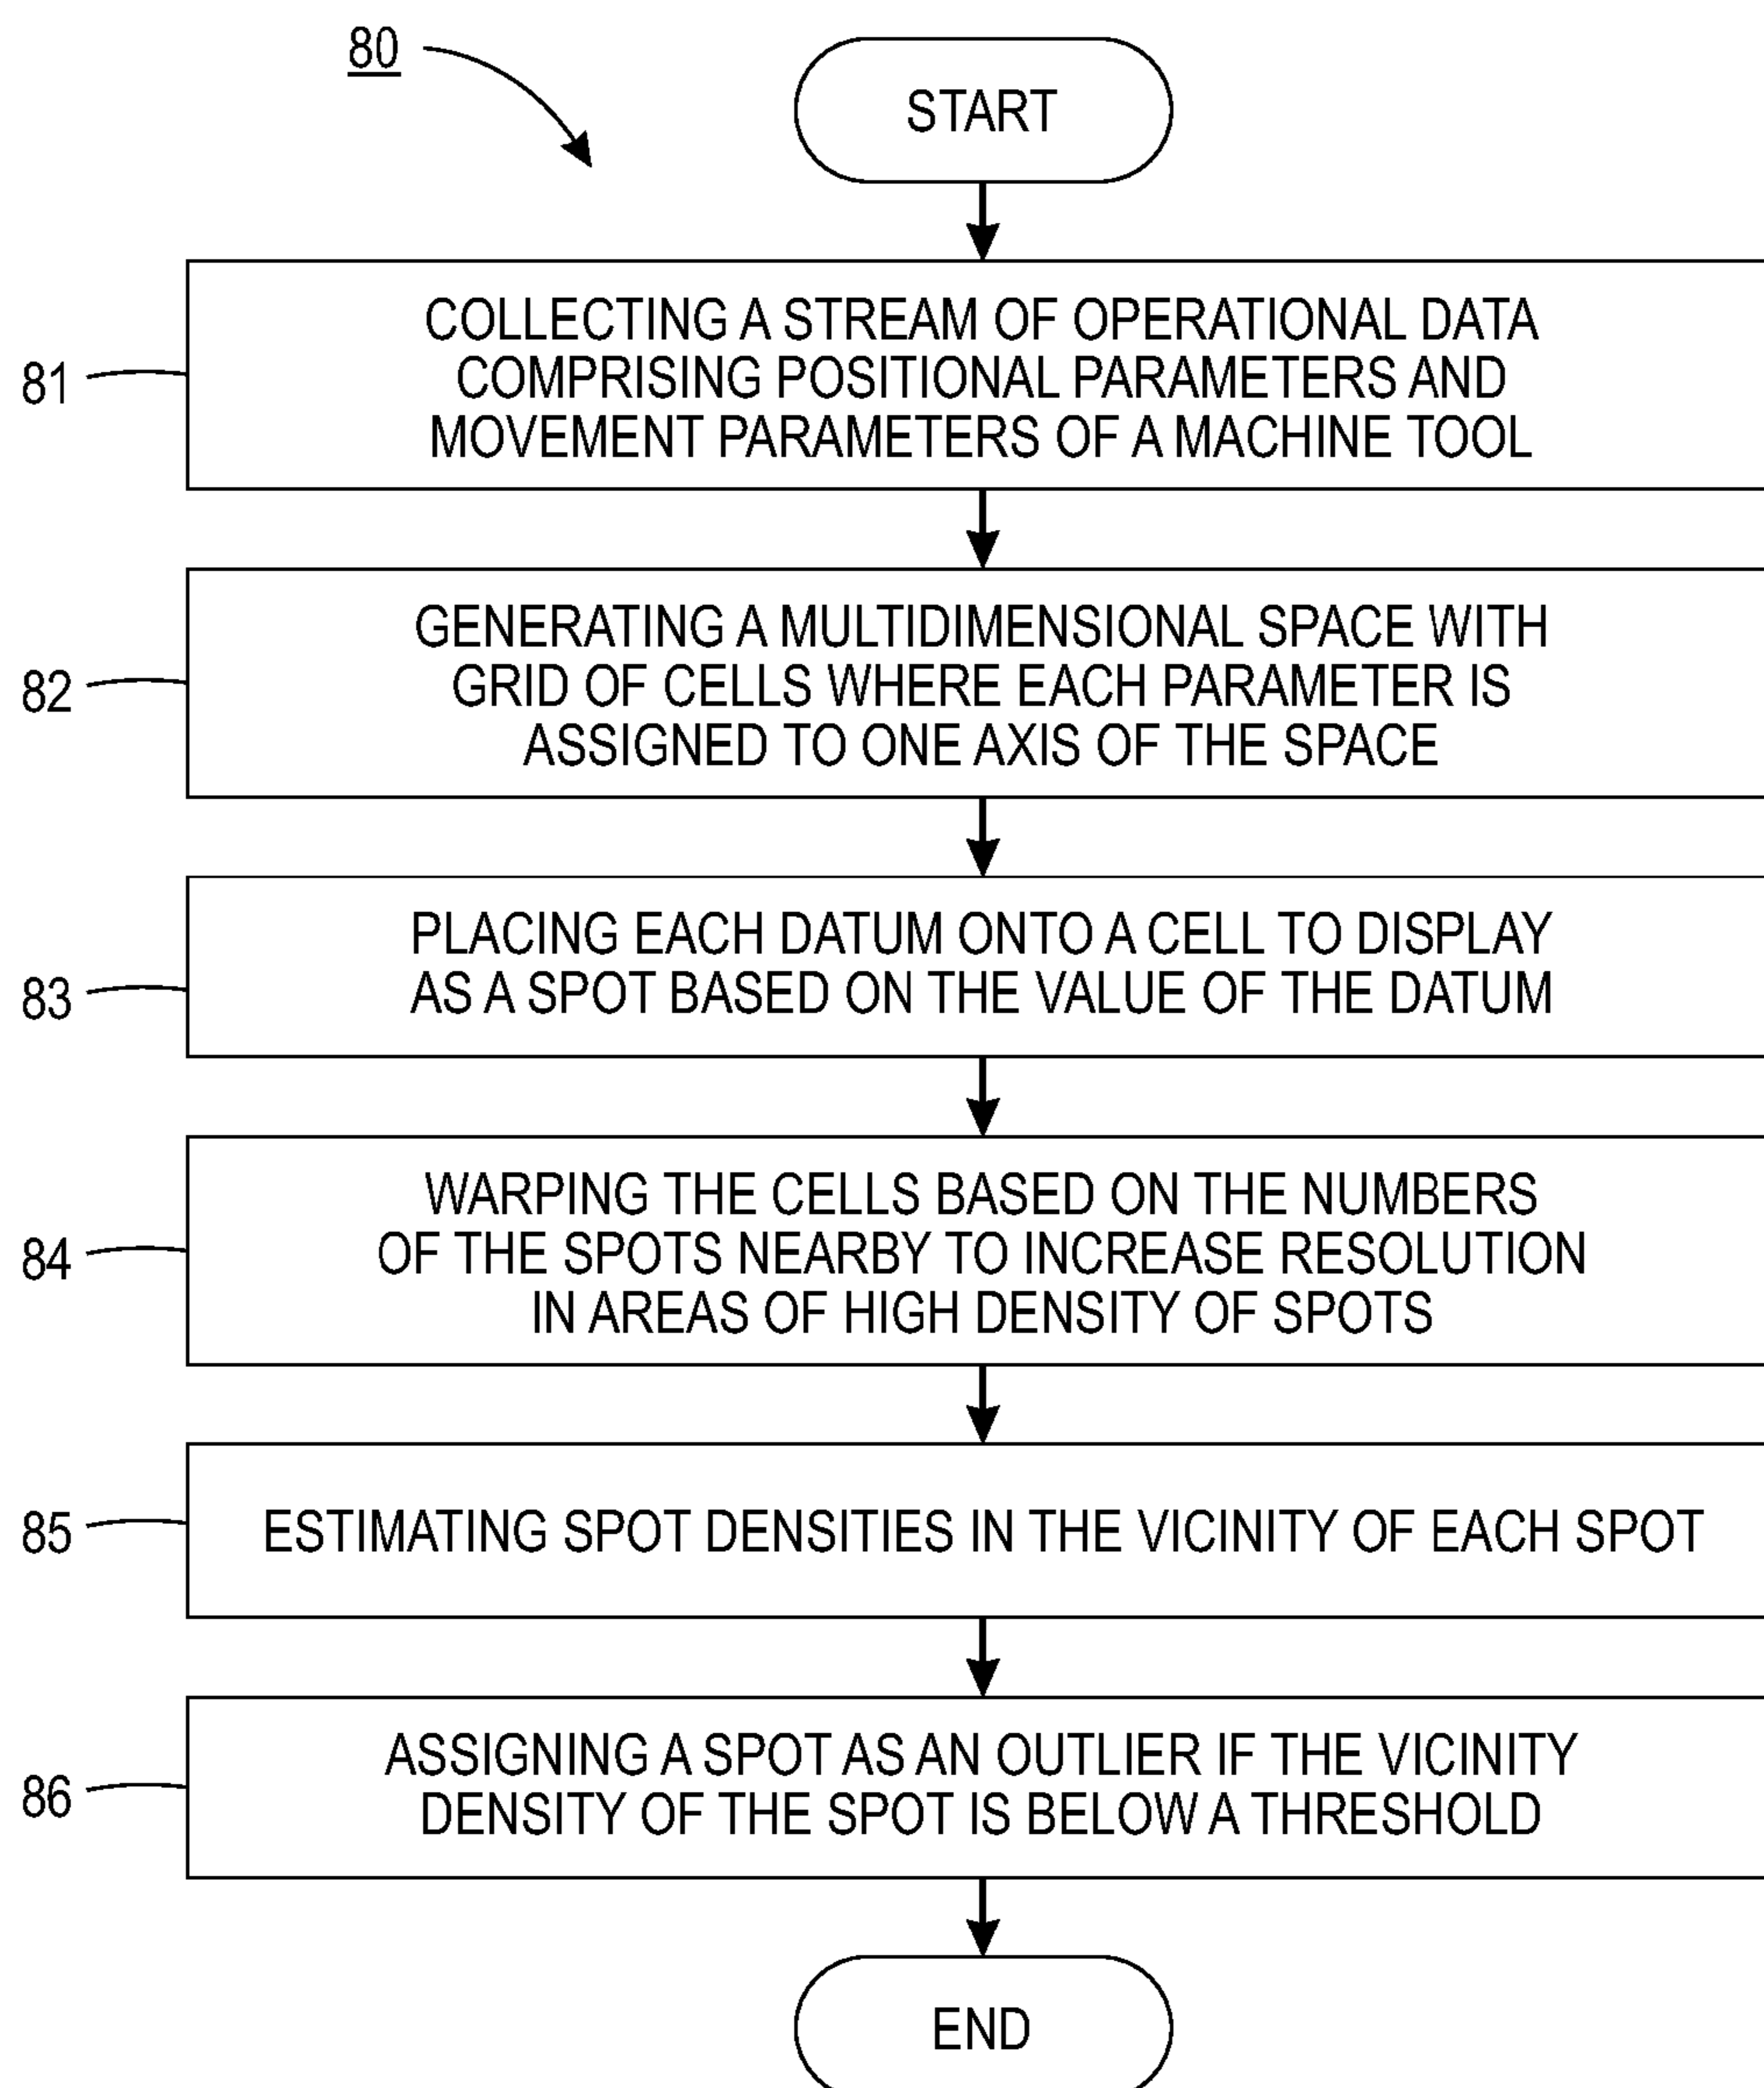 80
START
81
COLLECTING A STREAM OF OPERATIONAL DATA
COMPRISING POSITIONAL PARAMETERS AND
MOVEMENT PARAMETERS OF A MACHINE TOOL
82
GENERATING A MULTIDIMENSIONAL SPACE WITH
GRID OF CELLS WHERE EACH PARAMETER IS
ASSIGNED TO ONE AXIS OF THE SPACE
83
PLACING EACH DATUM ONTO A CELL TO DISPLAY
AS A SPOT BASED ON THE VALUE OF THE DATUM
84
WARPING THE CELLS BASED ON THE NUMBERS
OF THE SPOTS NEARBY TO INCREASE RESOLUTION
IN AREAS OF HIGH DENSITY OF SPOTS
85
ESTIMATING SPOT DENSITIES IN THE VICINITY OF EACH SPOT
86
ASSIGNING A SPOT AS AN OUTLIER IF THE VICINITY
DENSITY OF THE SPOT IS BELOW A THRESHOLD
END